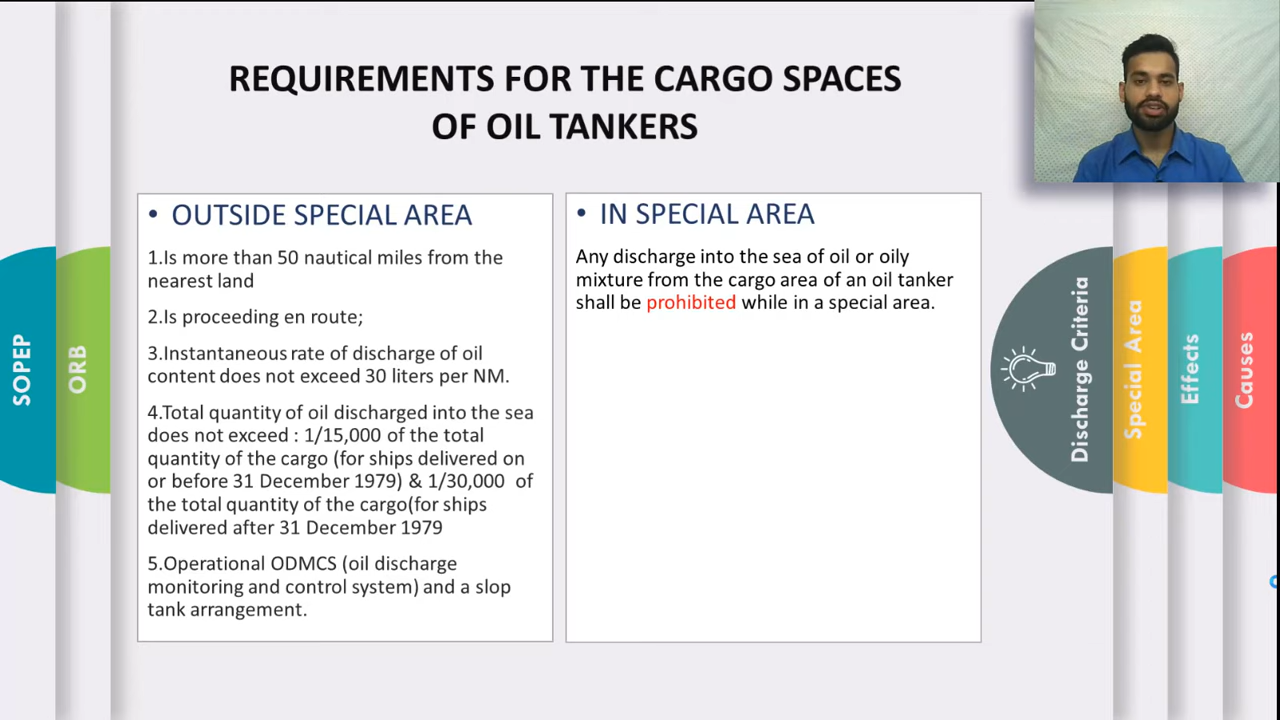 REQUIREMENTS FOR THE CARGO SPACES
OF OIL TANKERS
• OUTSIDE SPECIAL AREA
1.Is more than 50 nautical miles from the
nearest land
2.Is proceeding en route;
3.Instantaneous rate of discharge of oil
content does not exceed 30 liters per NM.
4.Total quantity of oil discharged into the sea
does not exceed : 1/15,000 of the total
quantity of the cargo (for ships delivered on
or before 31 December 1979) & 1/30,000 of
the total quantity of the cargo(for ships
delivered after 31 December 1979
5.Operational ODMCS (oil discharge
monitoring and control system) and a slop
tank arrangement.
• IN SPECIAL AREA
Any discharge into the sea of oil or oily
mixture from the cargo area of an oil tanker
shall be prohibited while in a special area.
SOPEP
ORB
Discharge Criteria
Special Area
Effects
Causes